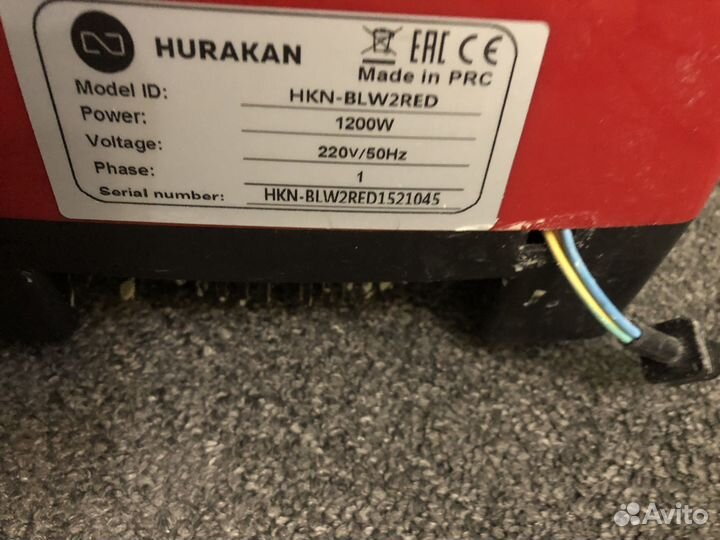 HURAKAN
EAC CE
Made in PRC
Model ID: HKN-BLW2RED
Power: 1200W
Voltage: 220V/50Hz
Phase: 1
Serial number: HKN-BLW2RED1521045
Avito